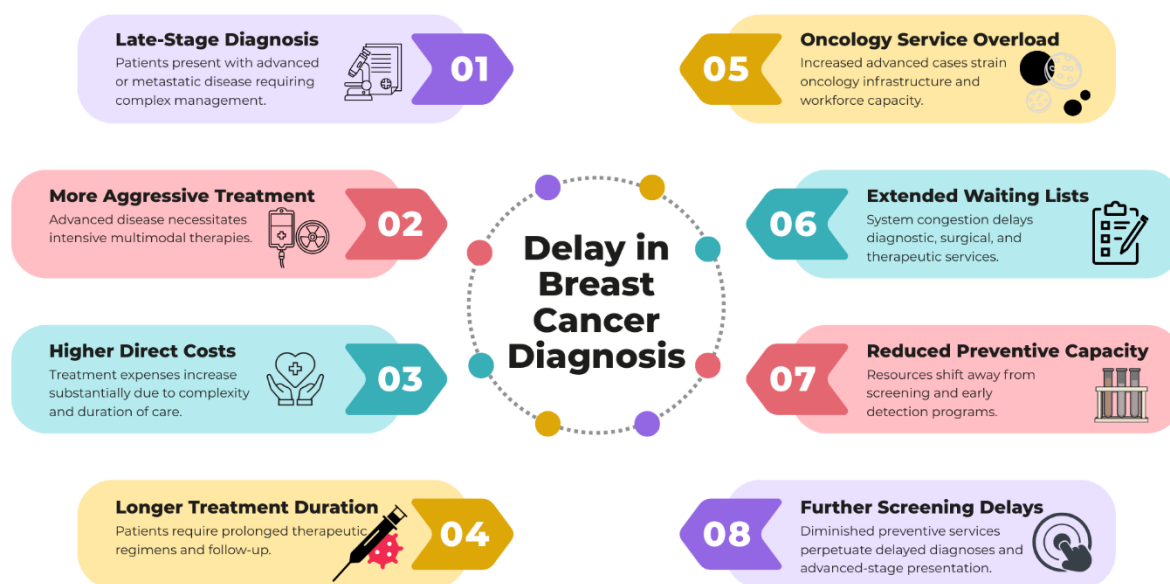 Late-Stage Diagnosis
Patients present with advanced
or metastatic disease requiring
complex management.
01
More Aggressive Treatment
Advanced disease necessitates
intensive multimodal therapies.
02
Higher Direct Costs
Treatment expenses increase
substantially due to complexity
and duration of care.
03
Longer Treatment Duration
Patients require prolonged therapeutic
regimens and follow-up.
04
Delay in
Breast
Cancer
Diagnosis
05
Oncology Service Overload
Increased advanced cases strain
oncology infrastructure and
workforce capacity.
06
Extended Waiting Lists
System congestion delays
diagnostic, surgical, and
therapeutic services.
07
Reduced Preventive Capacity
Resources shift away from
screening and early
detection programs.
08
Further Screening Delays
Diminished preventive services
perpetuate delayed diagnoses and
advanced-stage presentation.